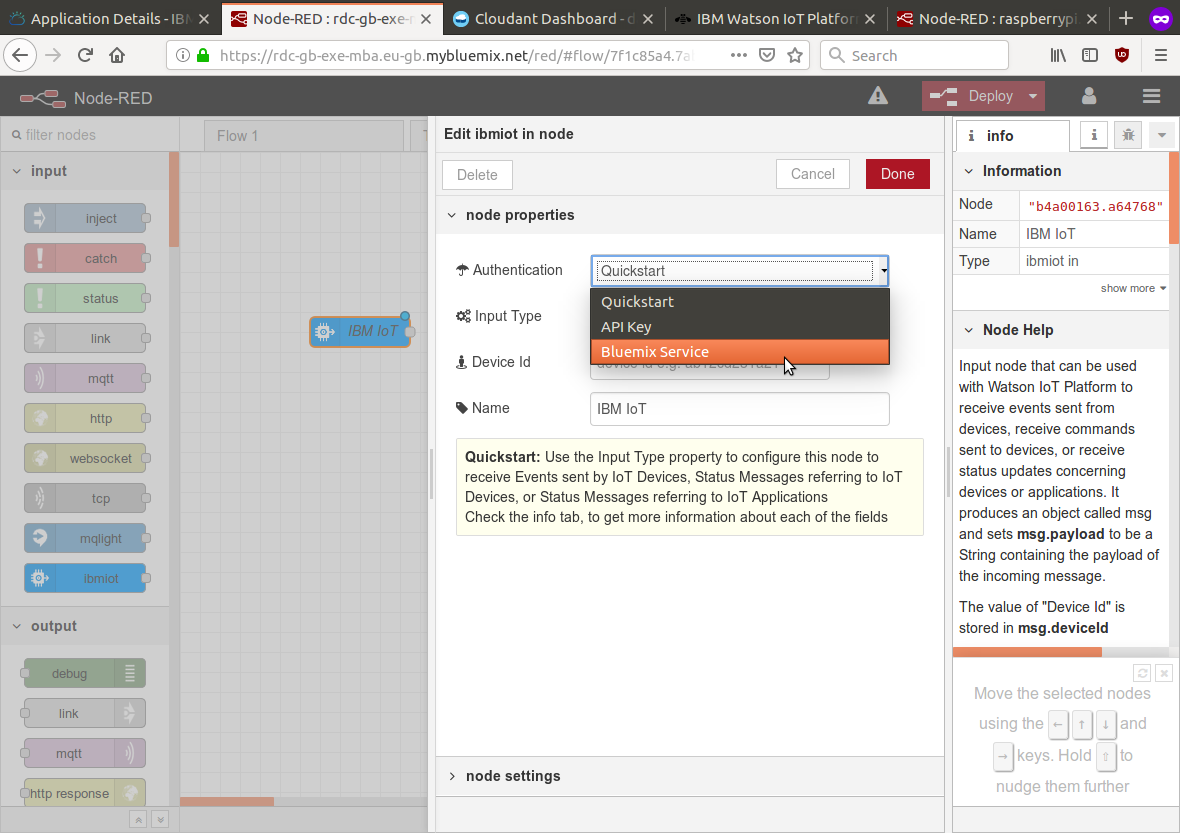 Application Details - IBM
Node-RED : rdc-gb-exe-m
Cloudant Dashboard - d
IBM Watson IoT Platform
Node-RED : raspberrypi
https://rdc-gb-exe-mba.eu-gb.mybluemix.net/red/#flow/7f1c85a4.7a
Search
Node-RED
Deploy
filter nodes
Flow 1
input
inject
catch
status
link
mqtt
http
websocket
tcp
mqlight
ibmiot
output
debug
link
mqtt
http response
IBM IoT
Edit ibmiot in node
Delete
Cancel
Done
node properties
Authentication
Quickstart
Quickstart
API Key
Bluemix Service
Input Type
Device Id
Name
IBM IoT
Quickstart: Use the Input Type property to configure this node to
receive Events sent by IoT Devices, Status Messages referring to IoT
Devices, or Status Messages referring to IoT Applications
Check the info tab, to get more information about each of the fields
node settings
i info
i
Information
Node "b4a00163.a64768"
Name IBM IoT
Type ibmiot in
show more
Node Help
Input node that can be used
with Watson IoT Platform to
receive events sent from
devices, receive commands
sent to devices, or receive
status updates concerning
devices or applications. It
produces an object called msg
and sets msg.payload to be a
String containing the payload of
the incoming message.
The value of "Device Id" is
stored in msg.deviceId
Move the selected nodes
using the ← ↑ ↓ and
→ keys. Hold ⇧ to
nudge them further